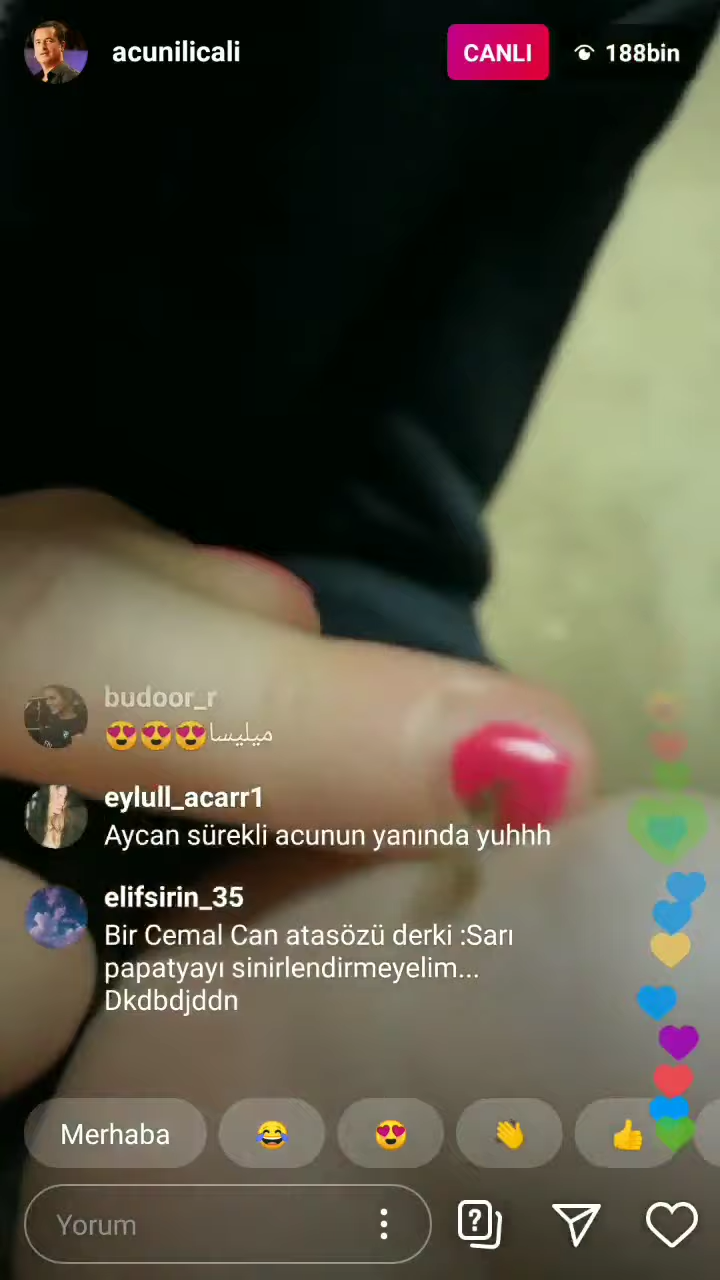 acunilicali
CANLI
188bin
budoor_r
😍😍😍ميليسا
eylull_acarr1
Aycan sürekli acunun yanında yuhhh
elifsirin_35
Bir Cemal Can atasözü derki :Sarı
papatyayı sinirlendirmeyelim...
Dkdbdjddn
Merhaba
Yorum